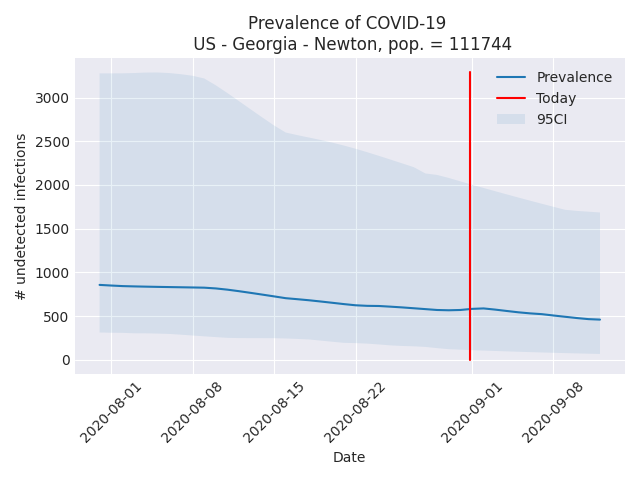 Prevalence of COVID-19
US - Georgia - Newton, pop. = 111744
Prevalence
Today
95CI
# undetected infections
3000
2500
2000
1500
1000
500
0
2020-08-01
2020-08-08
2020-08-15
2020-08-22
2020-09-01
2020-09-08
Date